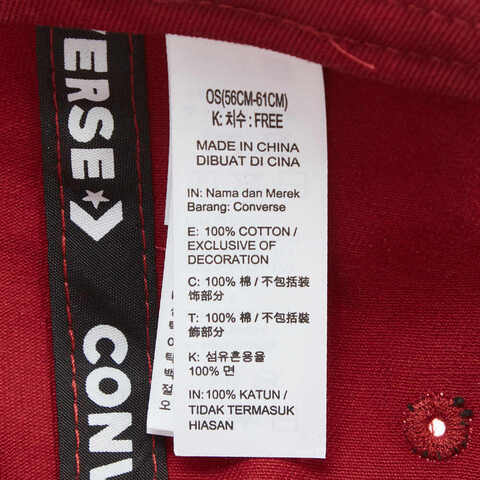 VERSE
CONV
OS(56CM-61CM)
K: 치수 : FREE
MADE IN CHINA
DIBUAT DI CINA
IN: Nama dan Merek
Barang: Converse
E: 100% COTTON /
EXCLUSIVE OF
DECORATION
C: 100% 棉 / 不包括装
饰部分
T: 100% 棉 / 不包括裝
飾部分
K: 섬유혼용율
100% 면
IN: 100% KATUN /
TIDAK TERMASUK
HIASAN